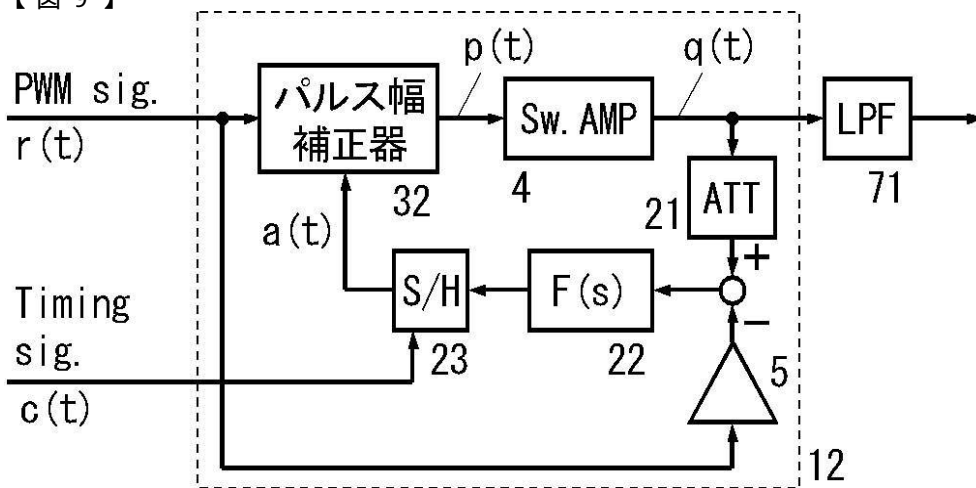 PWM sig.
r(t)
パルス幅
補正器
32
p(t)
Sw. AMP
4
q(t)
LPF
71
21
ATT
+
−
a(t)
S/H
23
F(s)
22
5
Timing
sig.
c(t)
12